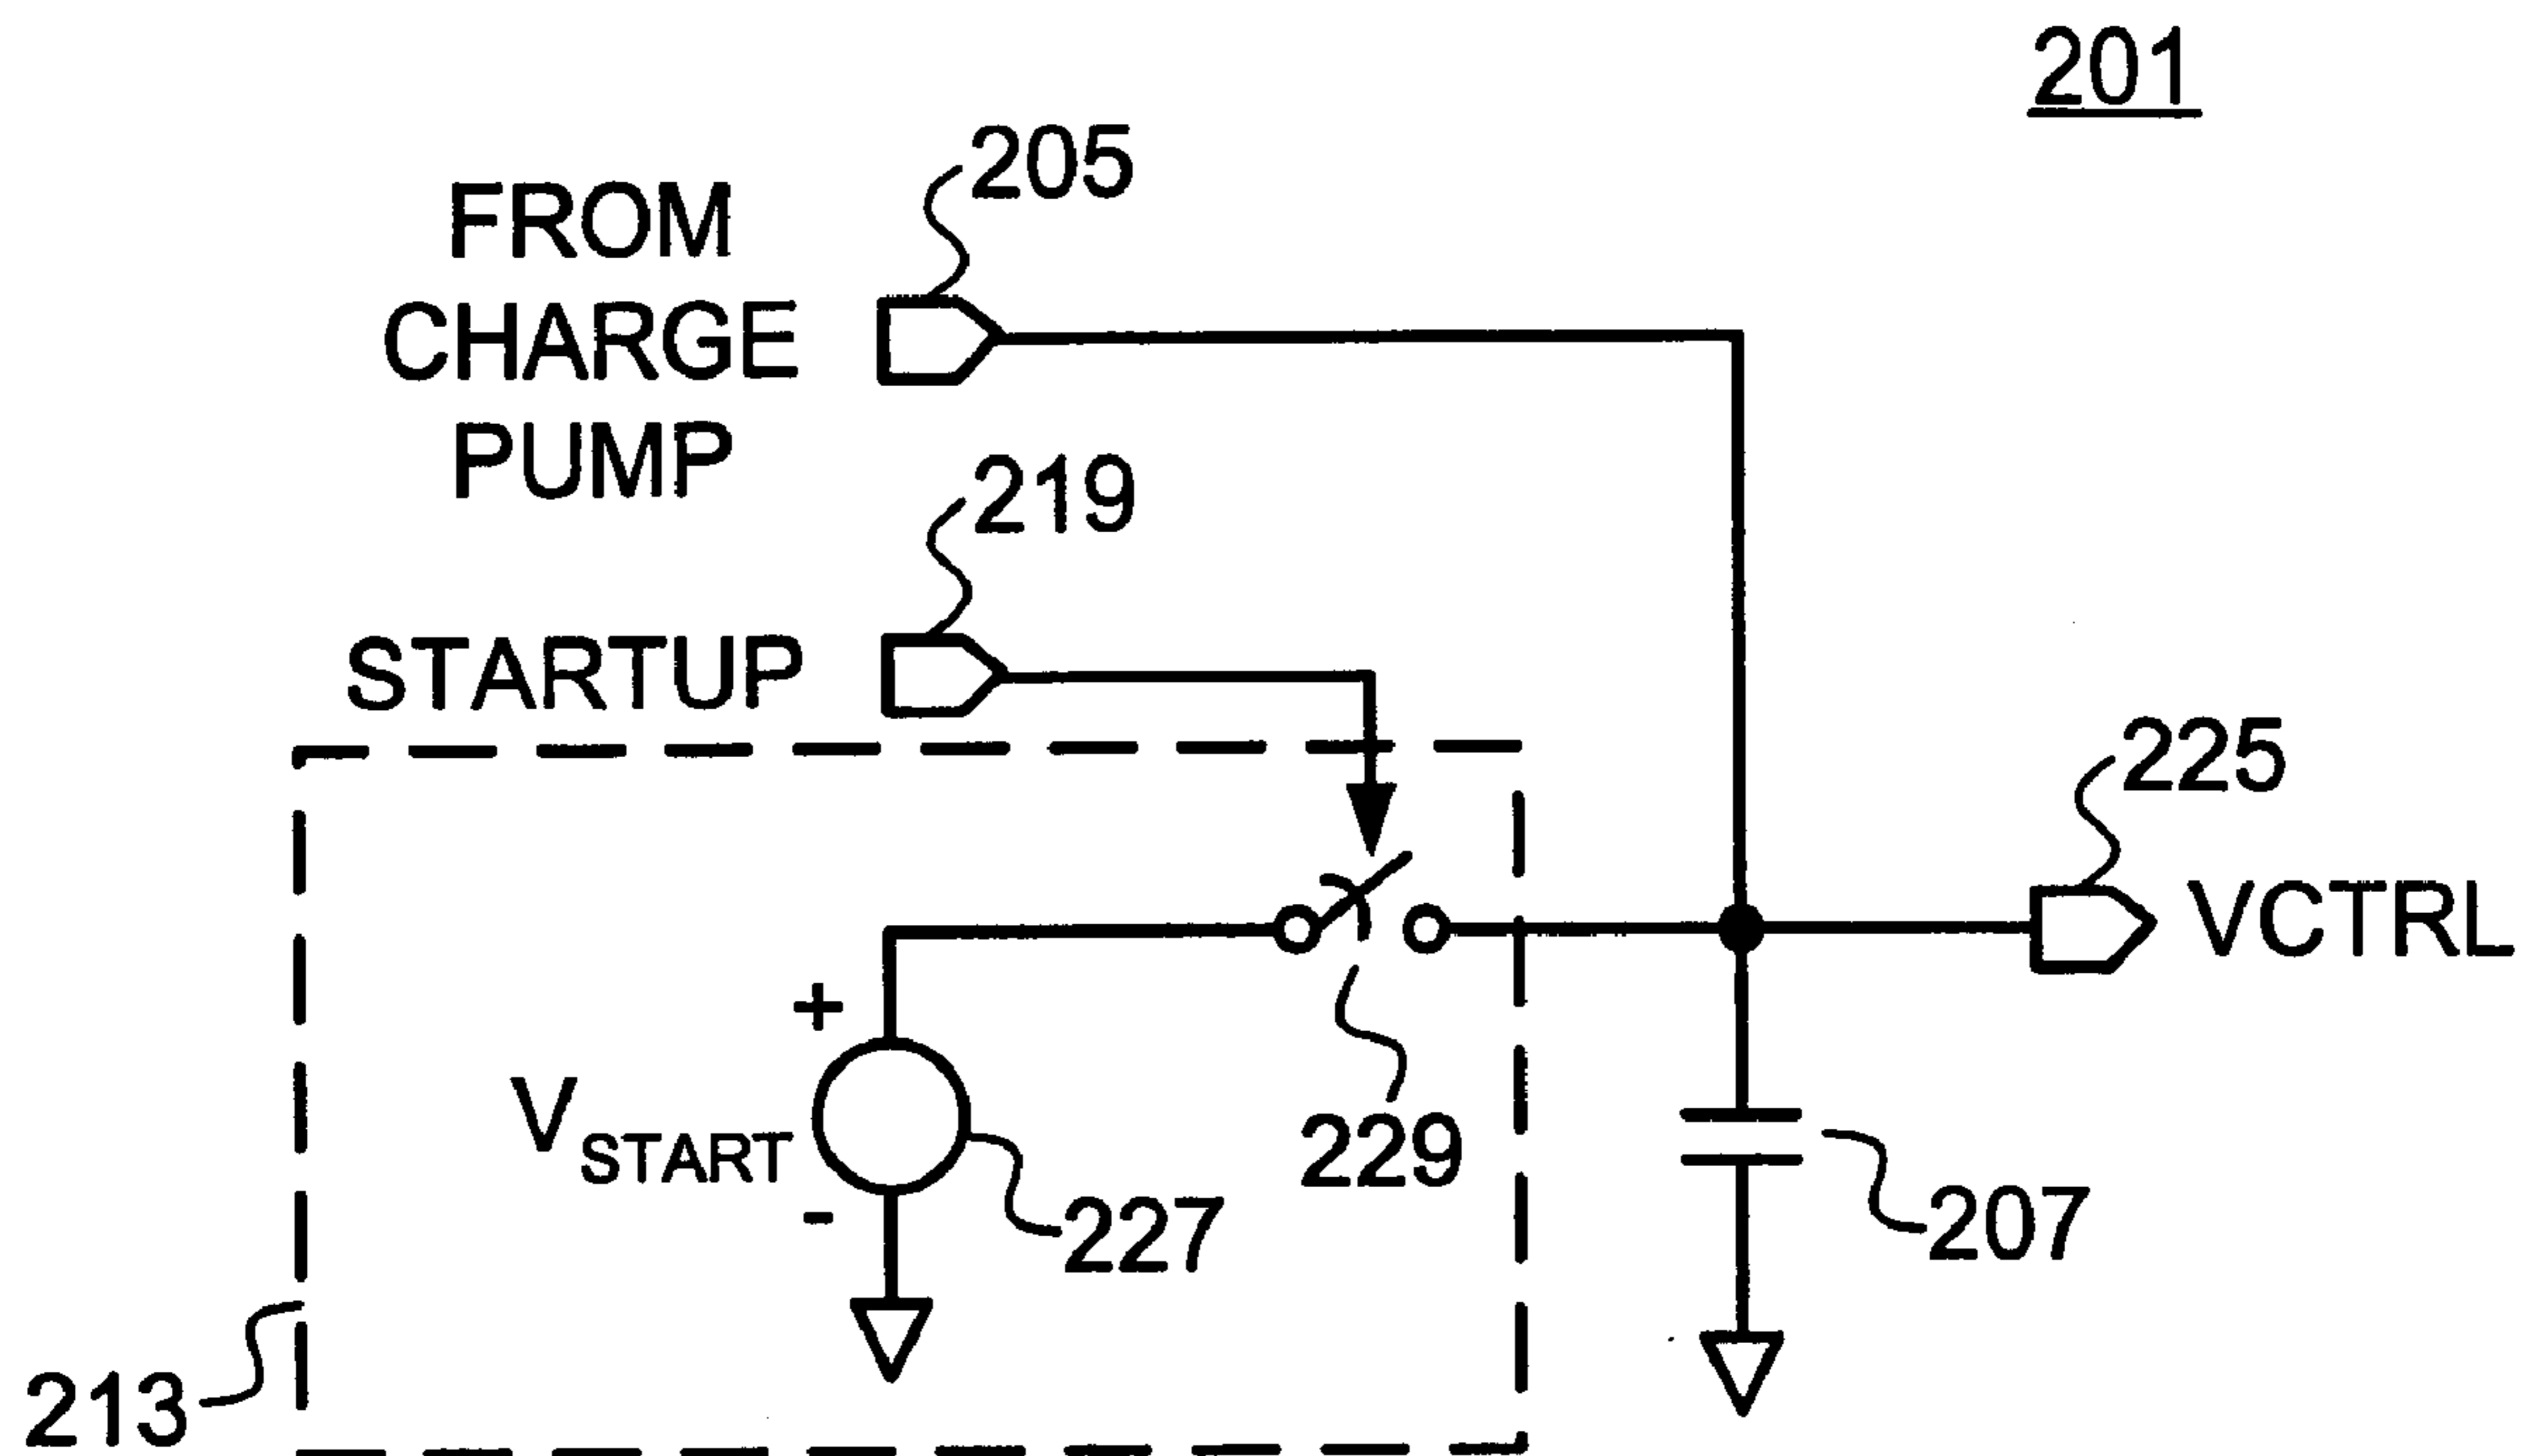 201
205
FROM
CHARGE
PUMP
219
STARTUP
225
VCTRL
+
VSTART
-
229
227
207
213